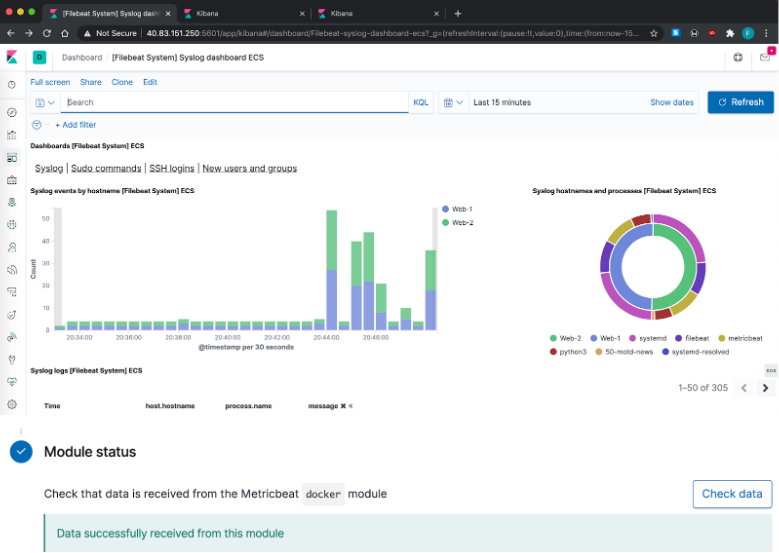 [Filebeat System] Syslog dash
Kibana
Kibana
Not Secure | 40.83.151.250:5601/app/kibana#/dashboard/Filebeat-syslog-dashboard-ecs?_g=(refreshInterval:(pause:!t,value:0),time:(from:now-15...
D Dashboard / [Filebeat System] Syslog dashboard ECS
Full screen Share Clone Edit
Search KQL Last 15 minutes Show dates Refresh
+ Add filter
Dashboards [Filebeat System] ECS
Syslog | Sudo commands | SSH logins | New users and groups
Syslog events by hostname [Filebeat System] ECS
Syslog hostnames and processes [Filebeat System] ECS
Web-1
Web-2
50
40
30
20
10
0
Count
20:34:00 20:36:00 20:38:00 20:40:00 20:42:00 20:44:00 20:46:00
@timestamp per 30 seconds
Web-2 Web-1 systemd filebeat metricbeat
python3 50-motd-news systemd-resolved
Syslog logs [Filebeat System] ECS
1–50 of 305
Time host.hostname process.name message
Module status
Check that data is received from the Metricbeat docker module
Check data
Data successfully received from this module